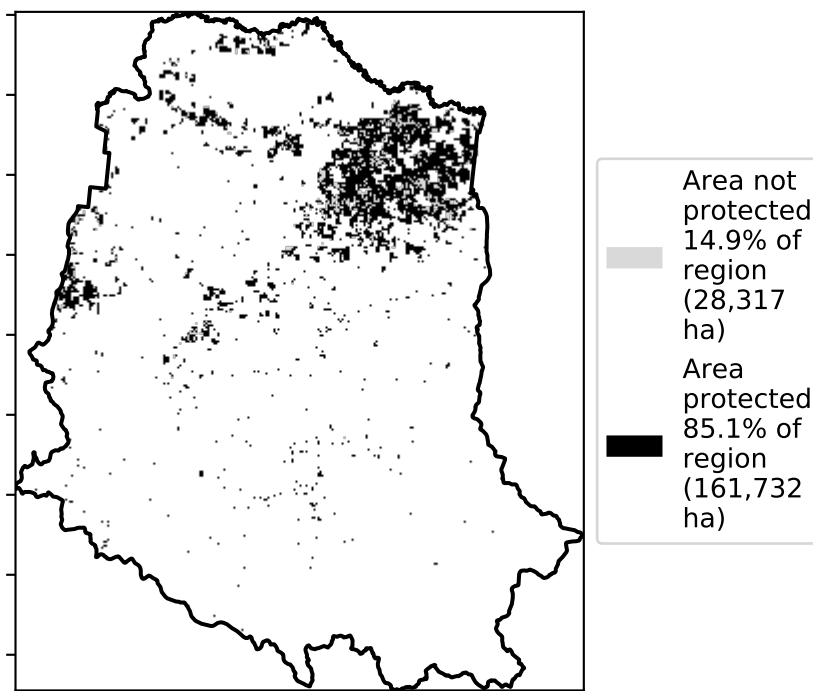 Area not
protected
14.9% of
region
(28,317
ha)
Area
protected
85.1% of
region
(161,732
ha)